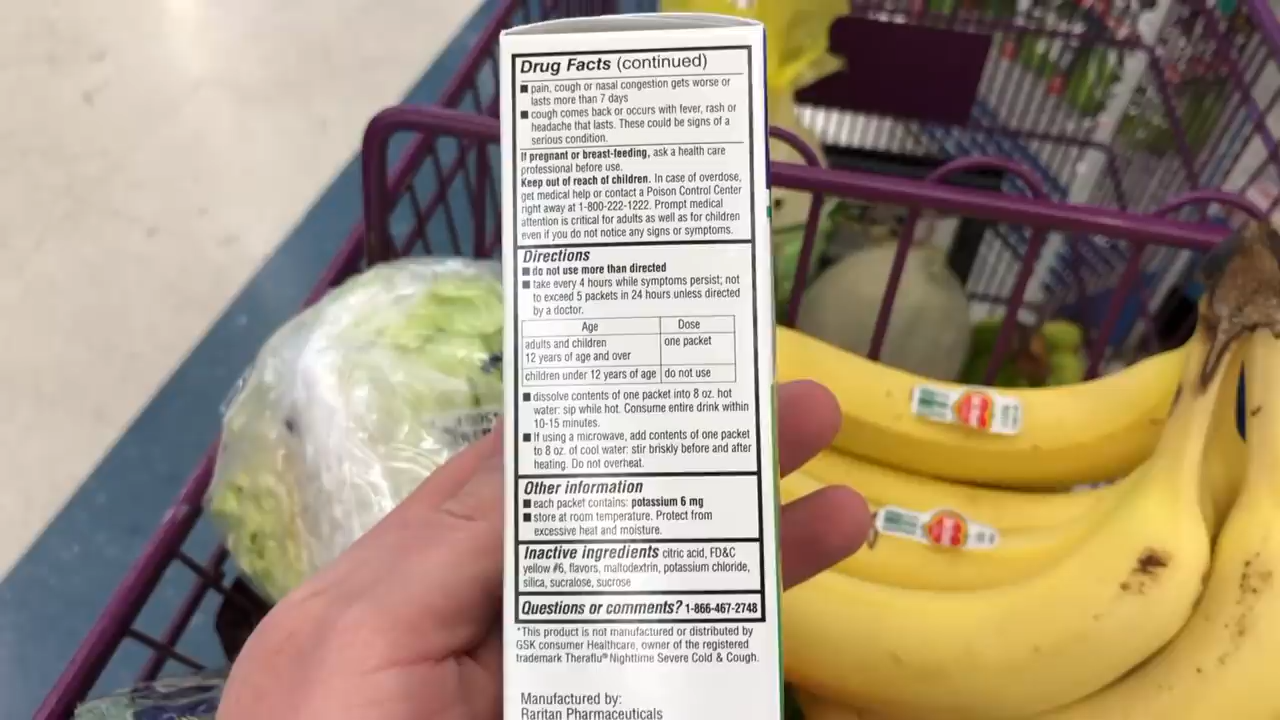 Drug Facts (continued)
■ pain, cough or nasal congestion gets worse or
lasts more than 7 days
■ cough comes back or occurs with fever, rash or
headache that lasts. These could be signs of a
serious condition.
If pregnant or breast-feeding, ask a health care
professional before use.
Keep out of reach of children. In case of overdose,
get medical help or contact a Poison Control Center
right away at 1-800-222-1222. Prompt medical
attention is critical for adults as well as for children
even if you do not notice any signs or symptoms.
Directions
■ do not use more than directed
■ take every 4 hours while symptoms persist; not
to exceed 5 packets in 24 hours unless directed
by a doctor.
Age Dose
adults and children one packet
12 years of age and over
children under 12 years of age do not use
■ dissolve contents of one packet into 8 oz. hot
water: sip while hot. Consume entire drink within
10-15 minutes.
■ If using a microwave, add contents of one packet
to 8 oz. of cool water: stir briskly before and after
heating. Do not overheat.
Other information
■ each packet contains: potassium 6 mg
■ store at room temperature. Protect from
excessive heat and moisture.
Inactive ingredients citric acid, FD&C
yellow #6, flavors, maltodextrin, potassium chloride,
silica, sucralose, sucrose
Questions or comments? 1-866-467-2748
*This product is not manufactured or distributed by
GSK consumer Healthcare, owner of the registered
trademark Theraflu® Nighttime Severe Cold & Cough.
Manufactured by:
Raritan Pharmaceuticals